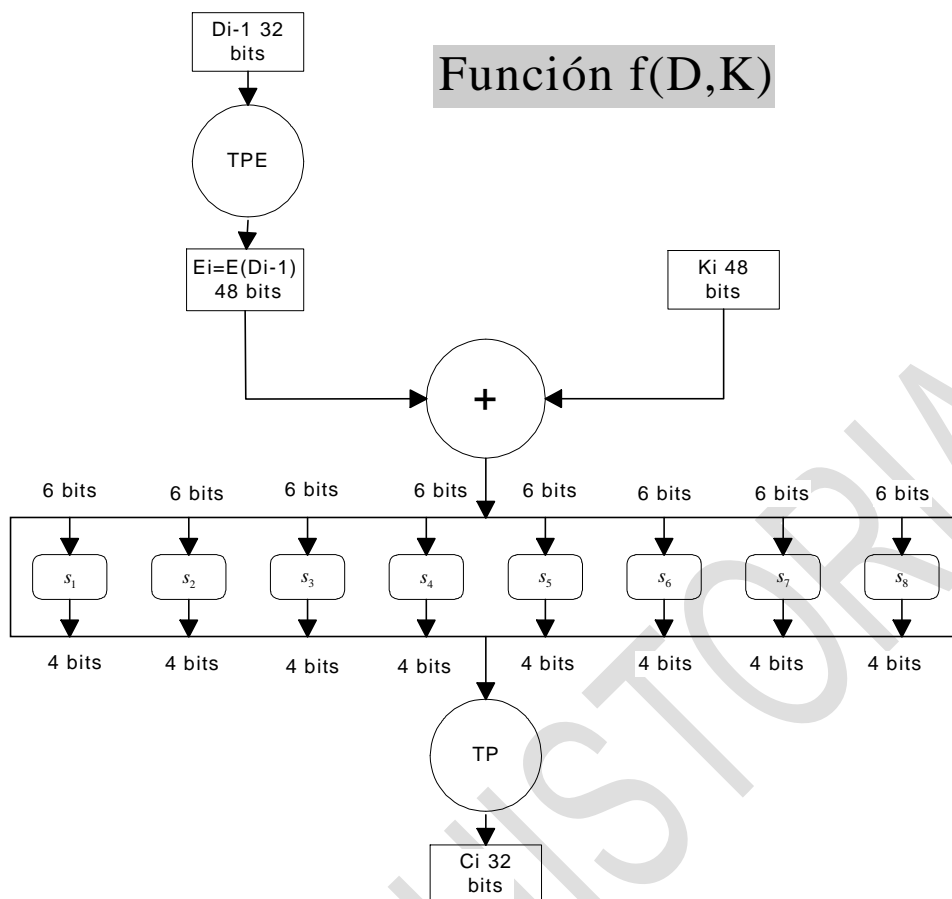 Di-1 32
bits
Función f(D,K)
TPE
Ei=E(Di-1)
48 bits
Ki 48
bits
+
6 bits 6 bits 6 bits 6 bits 6 bits 6 bits 6 bits 6 bits
s1 s2 s3 s4 s5 s6 s7 s8
4 bits 4 bits 4 bits 4 bits 4 bits 4 bits 4 bits 4 bits
TP
Ci 32
bits
HISTORIA